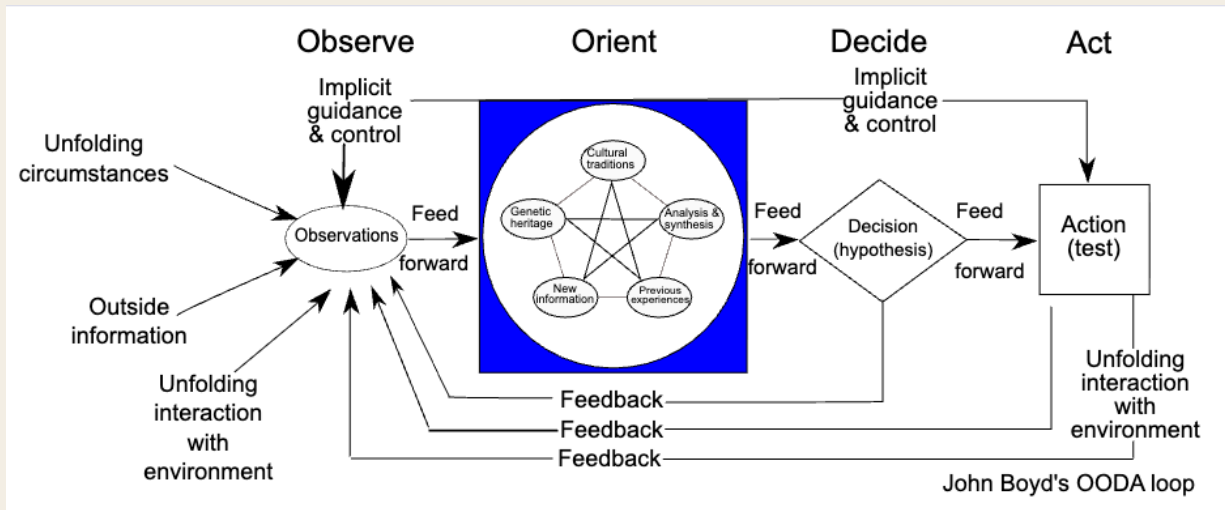 Observe
Orient
Decide
Act
Implicit
guidance
& control
Implicit
guidance
& control
Unfolding
circumstances
Observations
Outside
information
Unfolding
interaction
with
environment
Feed
forward
Cultural
traditions
Genetic
heritage
Analysis &
synthesis
New
information
Previous
experiences
Feed
forward
Decision
(hypothesis)
Feed
forward
Action
(test)
Unfolding
interaction
with
environment
Feedback
Feedback
Feedback
John Boyd's OODA loop